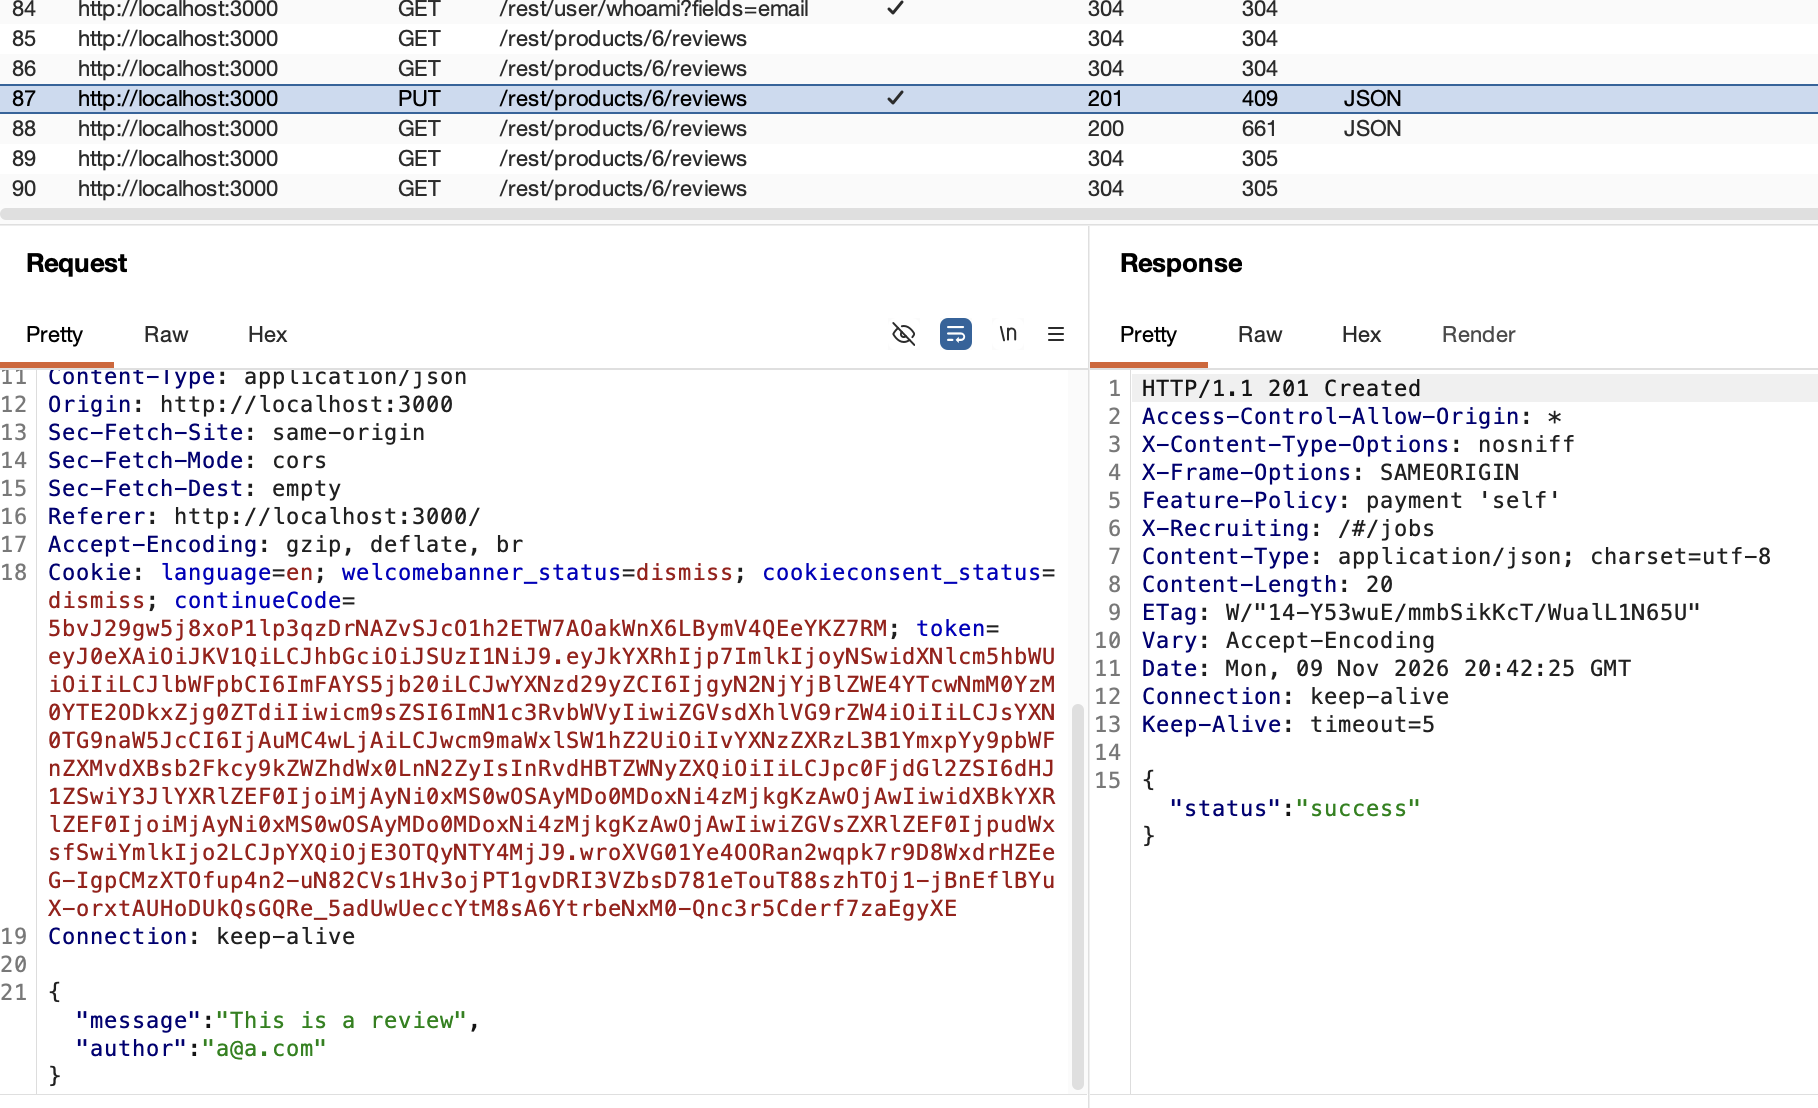 84 http://localhost:3000 GET /rest/user/whoami?fields=email ✓ 304 304
85 http://localhost:3000 GET /rest/products/6/reviews 304 304
86 http://localhost:3000 GET /rest/products/6/reviews 304 304
87 http://localhost:3000 PUT /rest/products/6/reviews ✓ 201 409 JSON
88 http://localhost:3000 GET /rest/products/6/reviews 200 661 JSON
89 http://localhost:3000 GET /rest/products/6/reviews 304 305
90 http://localhost:3000 GET /rest/products/6/reviews 304 305
Request
Pretty Raw Hex \n
11 Content-Type: application/json
12 Origin: http://localhost:3000
13 Sec-Fetch-Site: same-origin
14 Sec-Fetch-Mode: cors
15 Sec-Fetch-Dest: empty
16 Referer: http://localhost:3000/
17 Accept-Encoding: gzip, deflate, br
18 Cookie: language=en; welcomebanner_status=dismiss; cookieconsent_status=
dismiss; continueCode=
5bvJ29gw5j8xoP1lp3qzDrNAZvSJcO1h2ETW7AOakWnX6LBymV4QEeYKZ7RM; token=
eyJ0eXAiOiJKV1QiLCJhbGciOiJSUzI1NiJ9.eyJkYXRhIjp7ImlkIjoyNSwidXNlcm5hbWU
iOiIiLCJlbWFpbCI6ImFAYS5jb20iLCJwYXNzd29yZCI6IjgyN2NjYjBlZWE4YTcwNmM0YzM
0YTE2ODkxZjg0ZTdiIiwicm9sZSI6ImN1c3RvbWVyIiwiZGVsdXhlVG9rZW4iOiIiLCJsYXN
0TG9naW5JcCI6IjAuMC4wLjAiLCJwcm9maWxlSW1hZ2UiOiIvYXNzZXRzL3B1YmxpYy9pbWF
nZXMvdXBsb2Fkcy9kZWZhdWx0LnN2ZyIsInRvdHBTZWNyZXQiOiIiLCJpc0FjdGl2ZSI6dHJ
1ZSwiY3JlYXRlZEF0IjoiMjAyNi0xMS0wOSAyMDo0MDoxNi4zMjkgKzAwOjAwIiwidXBkYXR
lZEF0IjoiMjAyNi0xMS0wOSAyMDo0MDoxNi4zMjkgKzAwOjAwIiwiZGVsZXRlZEF0IjpudWx
sfSwiYmlkIjo2LCJpYXQiOjE3OTQyNTY4MjJ9.wroXVG01Ye4OORan2wqpk7r9D8WxdrHZEe
G-IgpCMzXTOfup4n2-uN82CVs1Hv3ojPT1gvDRI3VZbsD781eTouT88szhTOj1-jBnEflBYu
X-orxtAUHoDUkQsGQRe_5adUwUeccYtM8sA6YtrbeNxM0-Qnc3r5Cderf7zaEgyXE
19 Connection: keep-alive
20
21 {
"message":"This is a review",
"author":"a@a.com"
}
Response
Pretty Raw Hex Render
1 HTTP/1.1 201 Created
2 Access-Control-Allow-Origin: *
3 X-Content-Type-Options: nosniff
4 X-Frame-Options: SAMEORIGIN
5 Feature-Policy: payment 'self'
6 X-Recruiting: /#/jobs
7 Content-Type: application/json; charset=utf-8
8 Content-Length: 20
9 ETag: W/"14-Y53wuE/mmbSikKcT/WualL1N65U"
10 Vary: Accept-Encoding
11 Date: Mon, 09 Nov 2026 20:42:25 GMT
12 Connection: keep-alive
13 Keep-Alive: timeout=5
14
15 {
"status":"success"
}